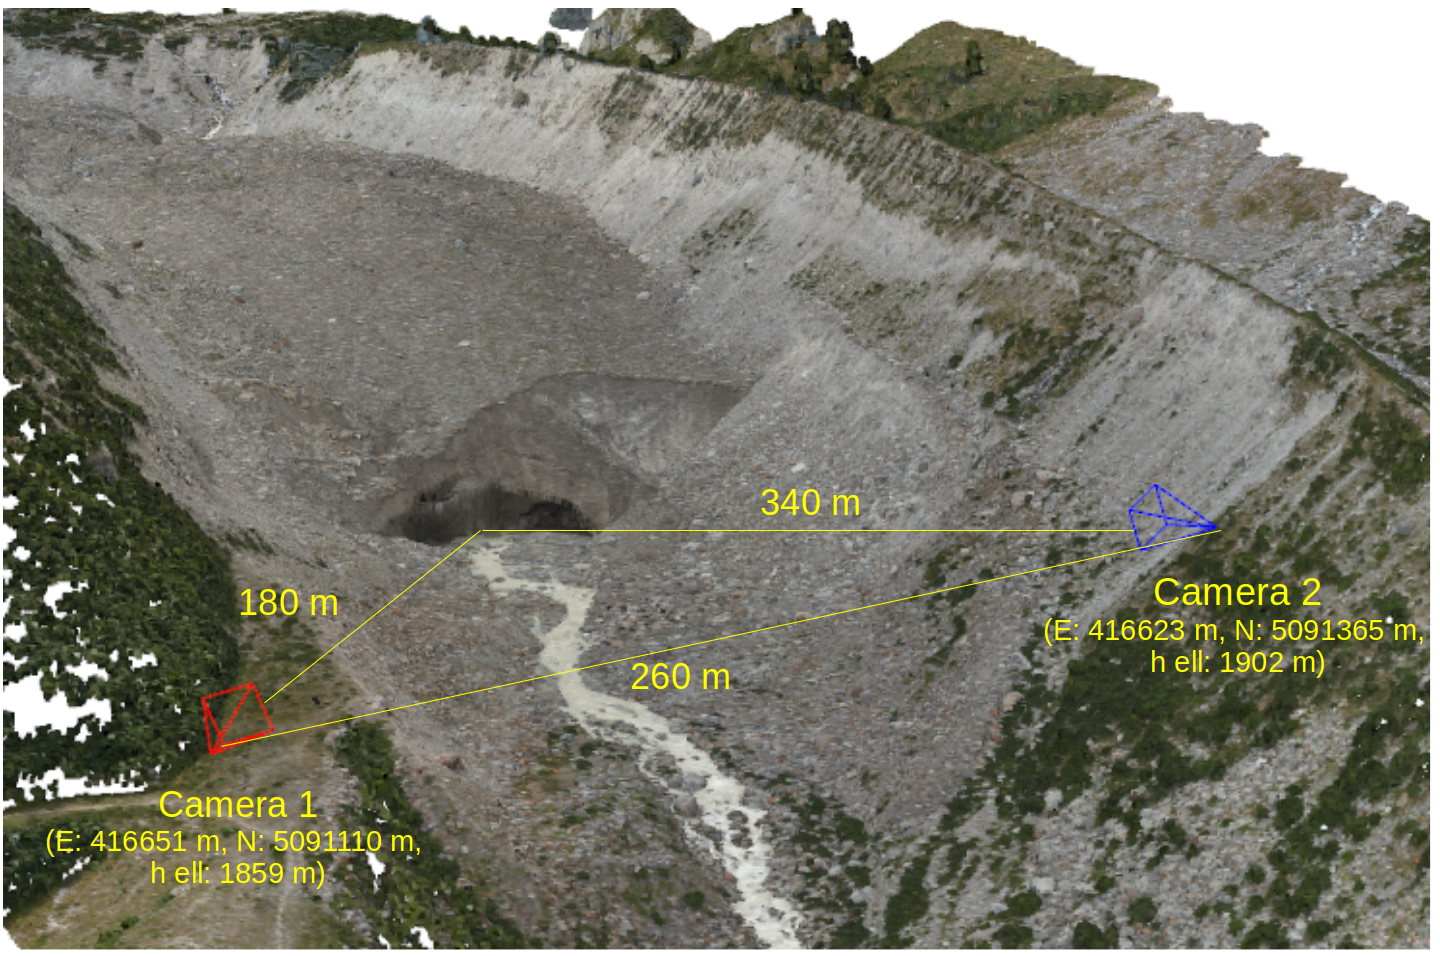 340 m
180 m
Camera 2
(E: 416623 m, N: 5091365 m,
h ell: 1902 m)
260 m
Camera 1
(E: 416651 m, N: 5091110 m,
h ell: 1859 m)